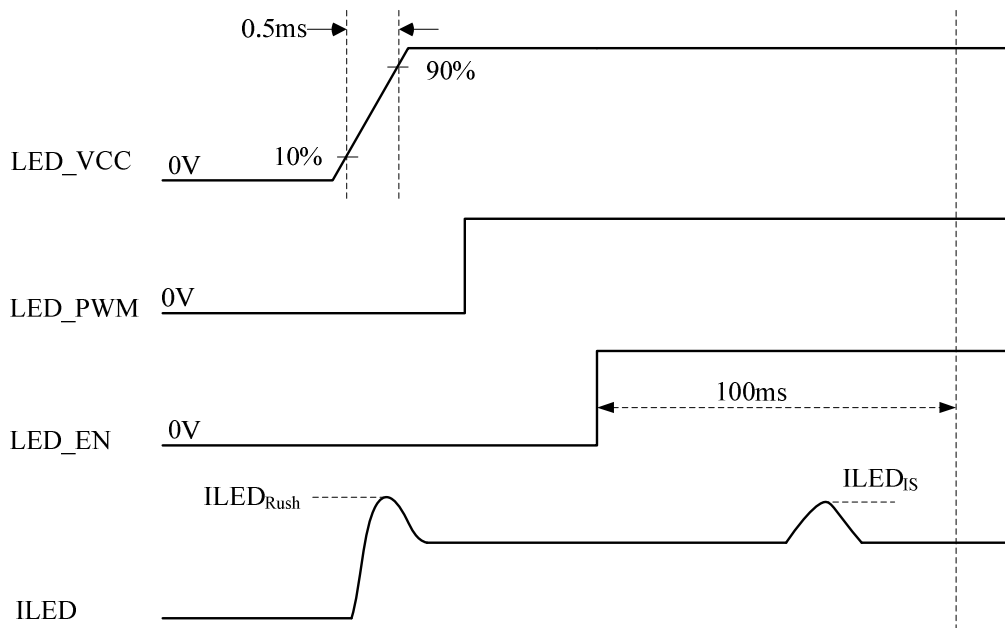 0.5ms
90%
10%
LED_VCC 0V
LED_PWM 0V
100ms
LED_EN 0V
ILEDRush
ILEDIS
ILED